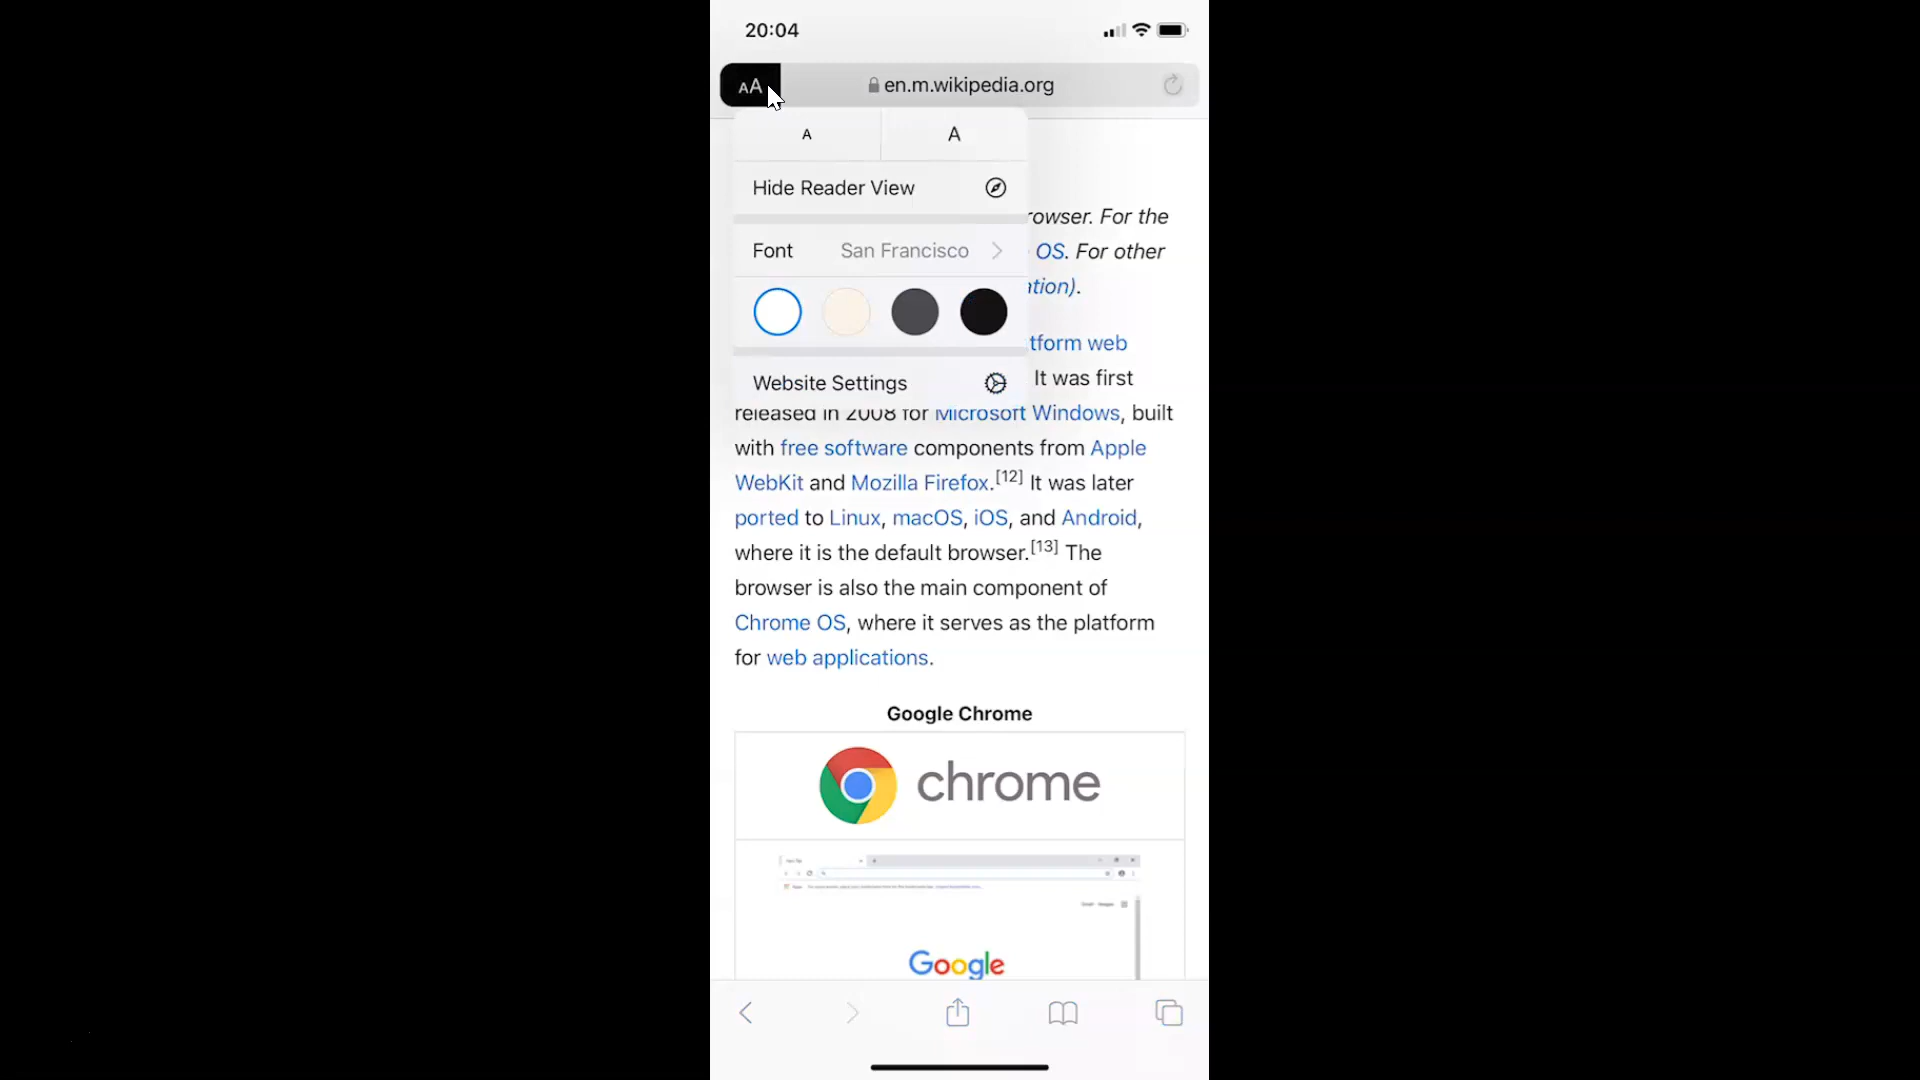 20:04
AA
en.m.wikipedia.org
A A
Hide Reader View
rowser. For the
Font San Francisco
OS. For other
ation).
tform web
Website Settings
It was first
released in 2008 for Microsoft Windows, built
with free software components from Apple
WebKit and Mozilla Firefox.[12] It was later
ported to Linux, macOS, iOS, and Android,
where it is the default browser.[13] The
browser is also the main component of
Chrome OS, where it serves as the platform
for web applications.
Google Chrome
chrome
Google